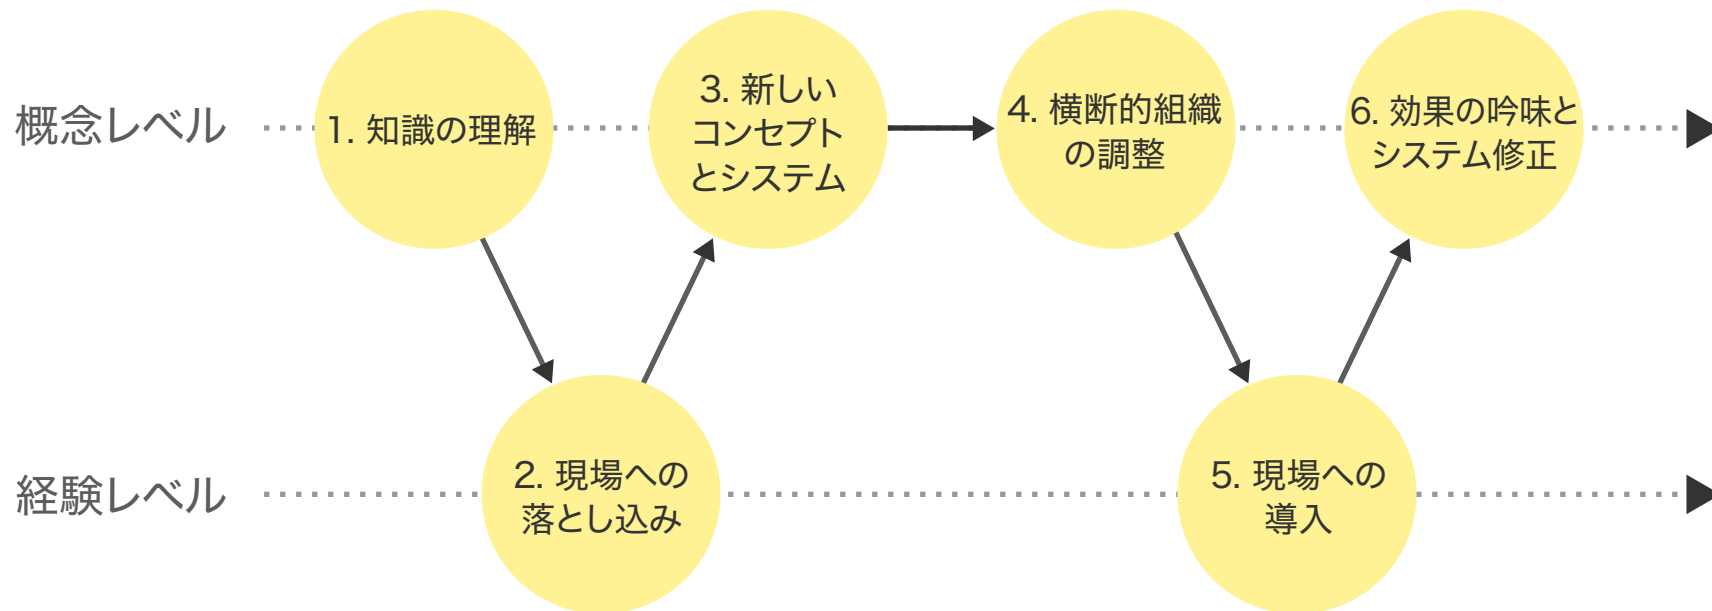 概念レベル
1. 知識の理解
3. 新しい
コンセプト
とシステム
4. 横断的組織
の調整
6. 効果の吟味と
システム修正
経験レベル
2. 現場への
落とし込み
5. 現場への
導入